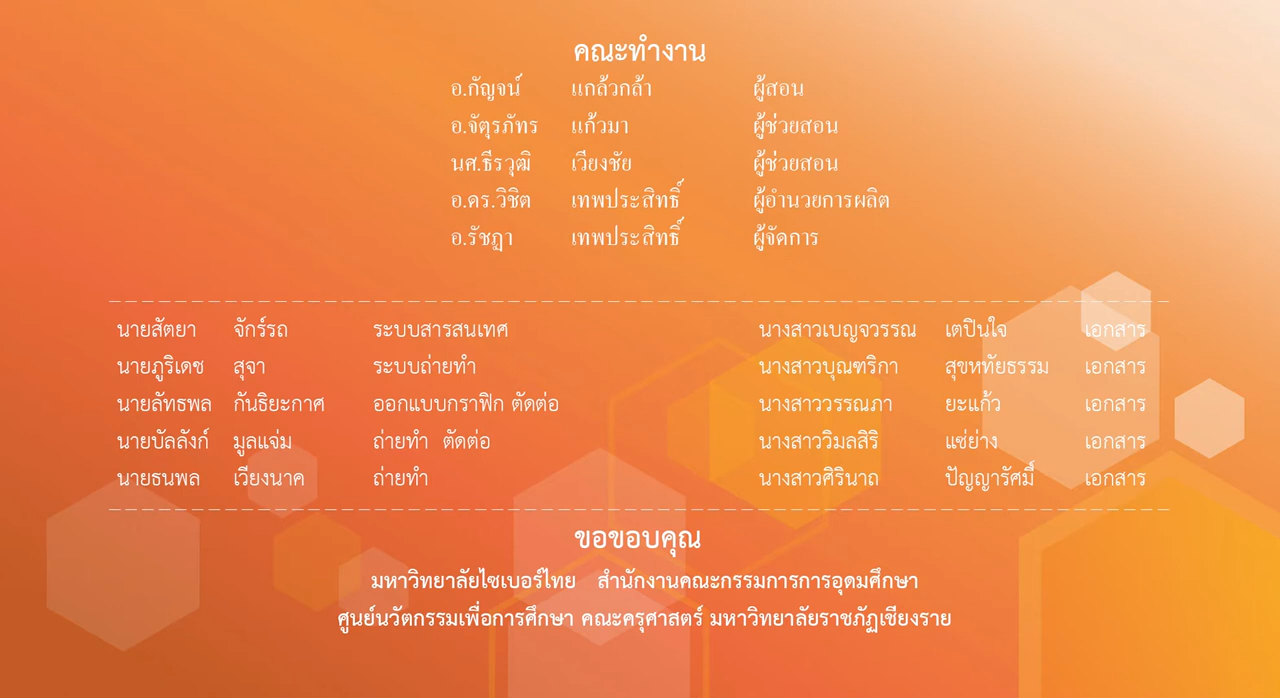 คณะทำงาน
อ.กัญจน์ แกล้วกล้า ผู้สอน
อ.จัตุรภัทร แก้วมา ผู้ช่วยสอน
นศ.ธีรวุฒิ เวียงชัย ผู้ช่วยสอน
อ.ดร.วิชิต เทพประสิทธิ์ ผู้อำนวยการผลิต
อ.รัชฎา เทพประสิทธิ์ ผู้จัดการ
นายสัตยา จักร์รถ ระบบสารสนเทศ
นายภูริเดช สุจา ระบบถ่ายทำ
นายลัทธพล กันธิยะกาศ ออกแบบกราฟิก ตัดต่อ
นายบัลลังก์ มูลแจ่ม ถ่ายทำ ตัดต่อ
นายธนพล เวียงนาค ถ่ายทำ
นางสาวเบญจวรรณ เตปินใจ เอกสาร
นางสาวบุณฑริกา สุขหทัยธรรม เอกสาร
นางสาววรรณภา ยะแก้ว เอกสาร
นางสาววิมลสิริ แซ่ย่าง เอกสาร
นางสาวศิรินาถ ปัญญารัศมี์ เอกสาร
ขอขอบคุณ
มหาวิทยาลัยไซเบอร์ไทย สำนักงานคณะกรรมการการอุดมศึกษา
ศูนย์นวัตกรรมเพื่อการศึกษา คณะครุศาสตร์ มหาวิทยาลัยราชภัฏเชียงราย